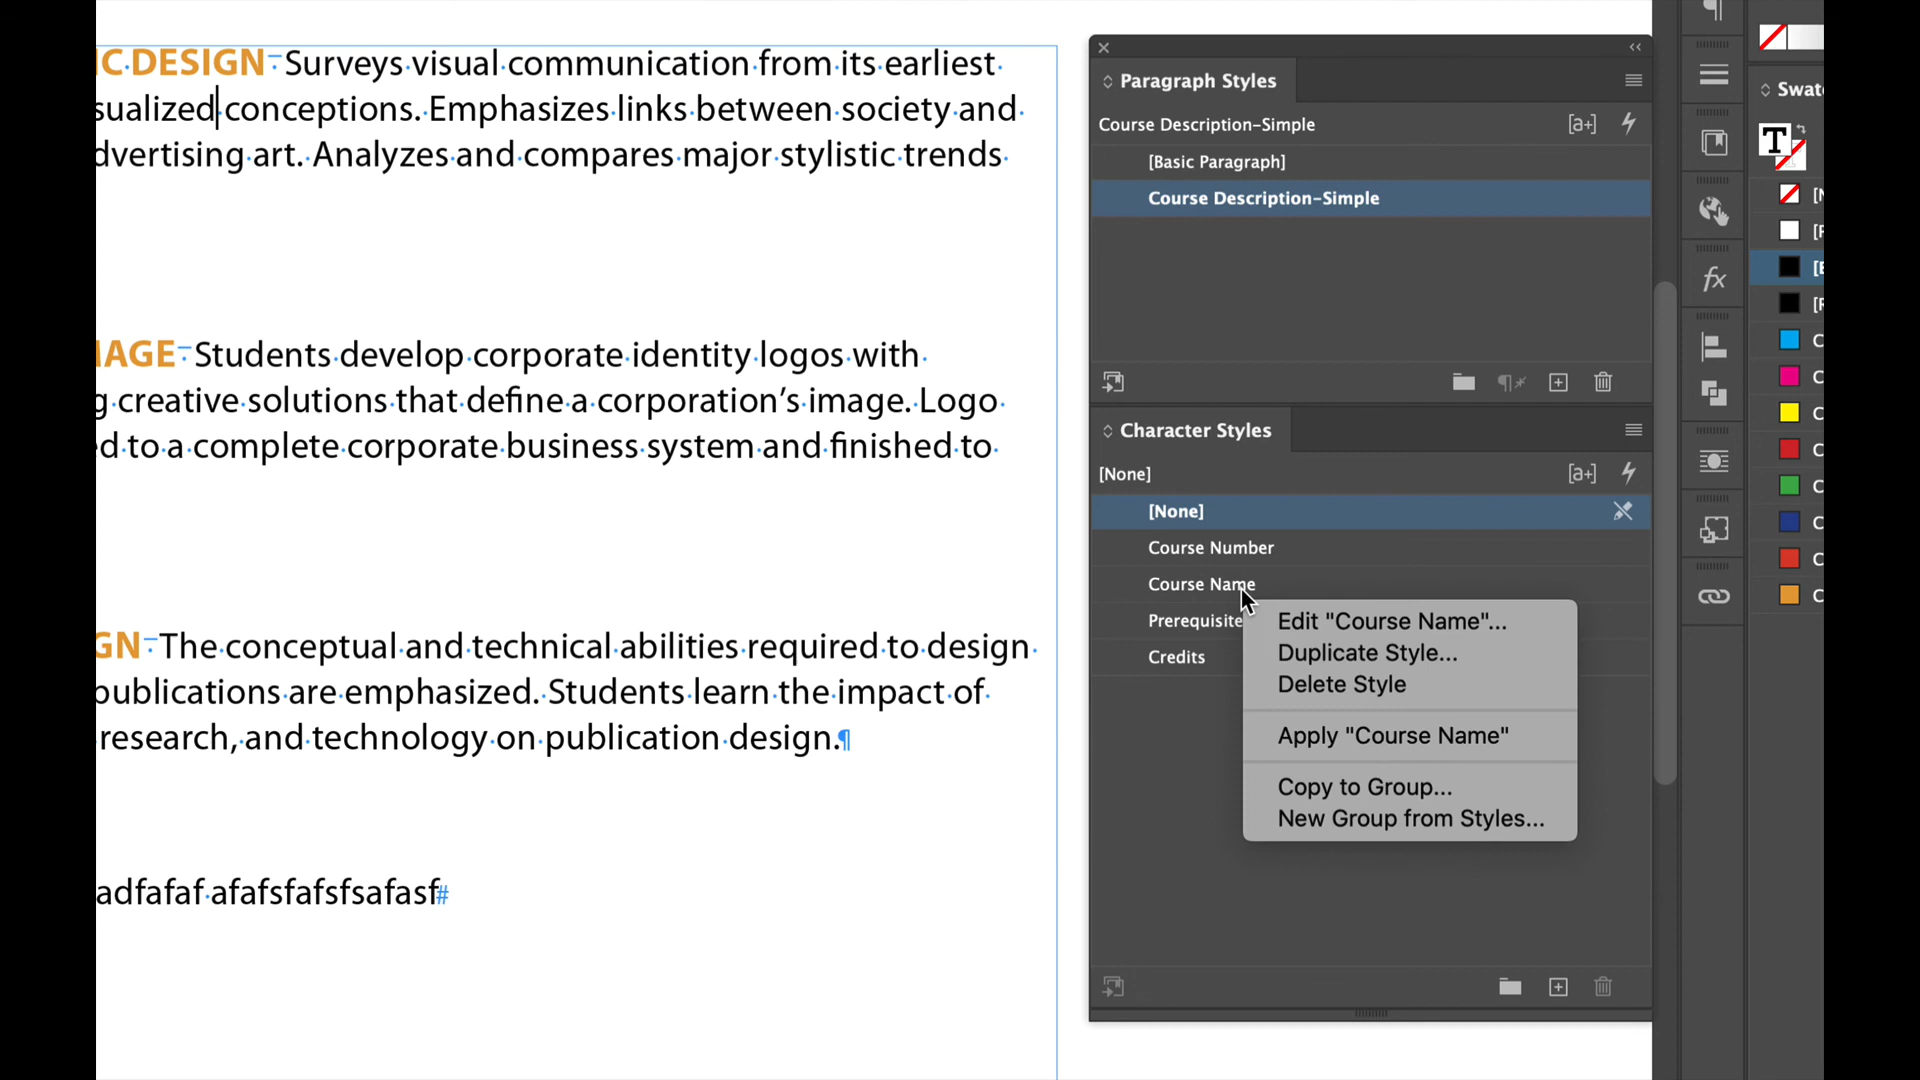 IC DESIGN – Surveys visual communication from its earliest
sualized conceptions. Emphasizes links between society and
dvertising art. Analyzes and compares major stylistic trends
MAGE – Students develop corporate identity logos with
g creative solutions that define a corporation’s image. Logo
ed to a complete corporate business system and finished to
GN – The conceptual and technical abilities required to design
publications are emphasized. Students learn the impact of
research, and technology on publication design.¶
adfafaf afafsfafsfsafasf#
Paragraph Styles
Course Description-Simple
[a+]
[Basic Paragraph]
Course Description-Simple
Character Styles
[None]
[a+]
[None]
Course Number
Course Name
Prerequisite
Credits
Edit "Course Name"...
Duplicate Style...
Delete Style
Apply "Course Name"
Copy to Group...
New Group from Styles...
fx
Swat
T
C
C
C
C
C
C
C
C